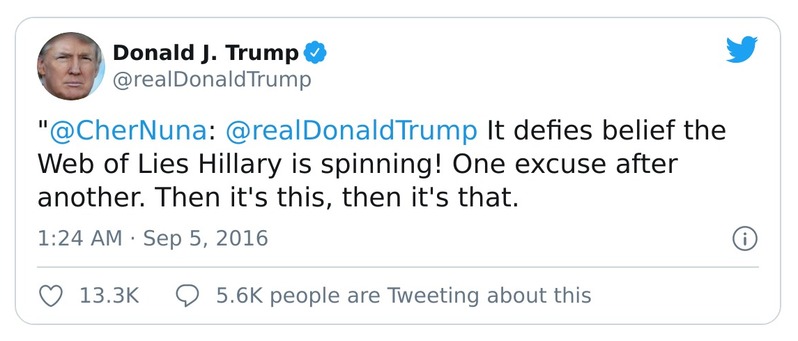 Donald J. Trump
@realDonaldTrump
"@CherNuna: @realDonaldTrump It defies belief the
Web of Lies Hillary is spinning! One excuse after
another. Then it's this, then it's that.
1:24 AM · Sep 5, 2016
13.3K 5.6K people are Tweeting about this